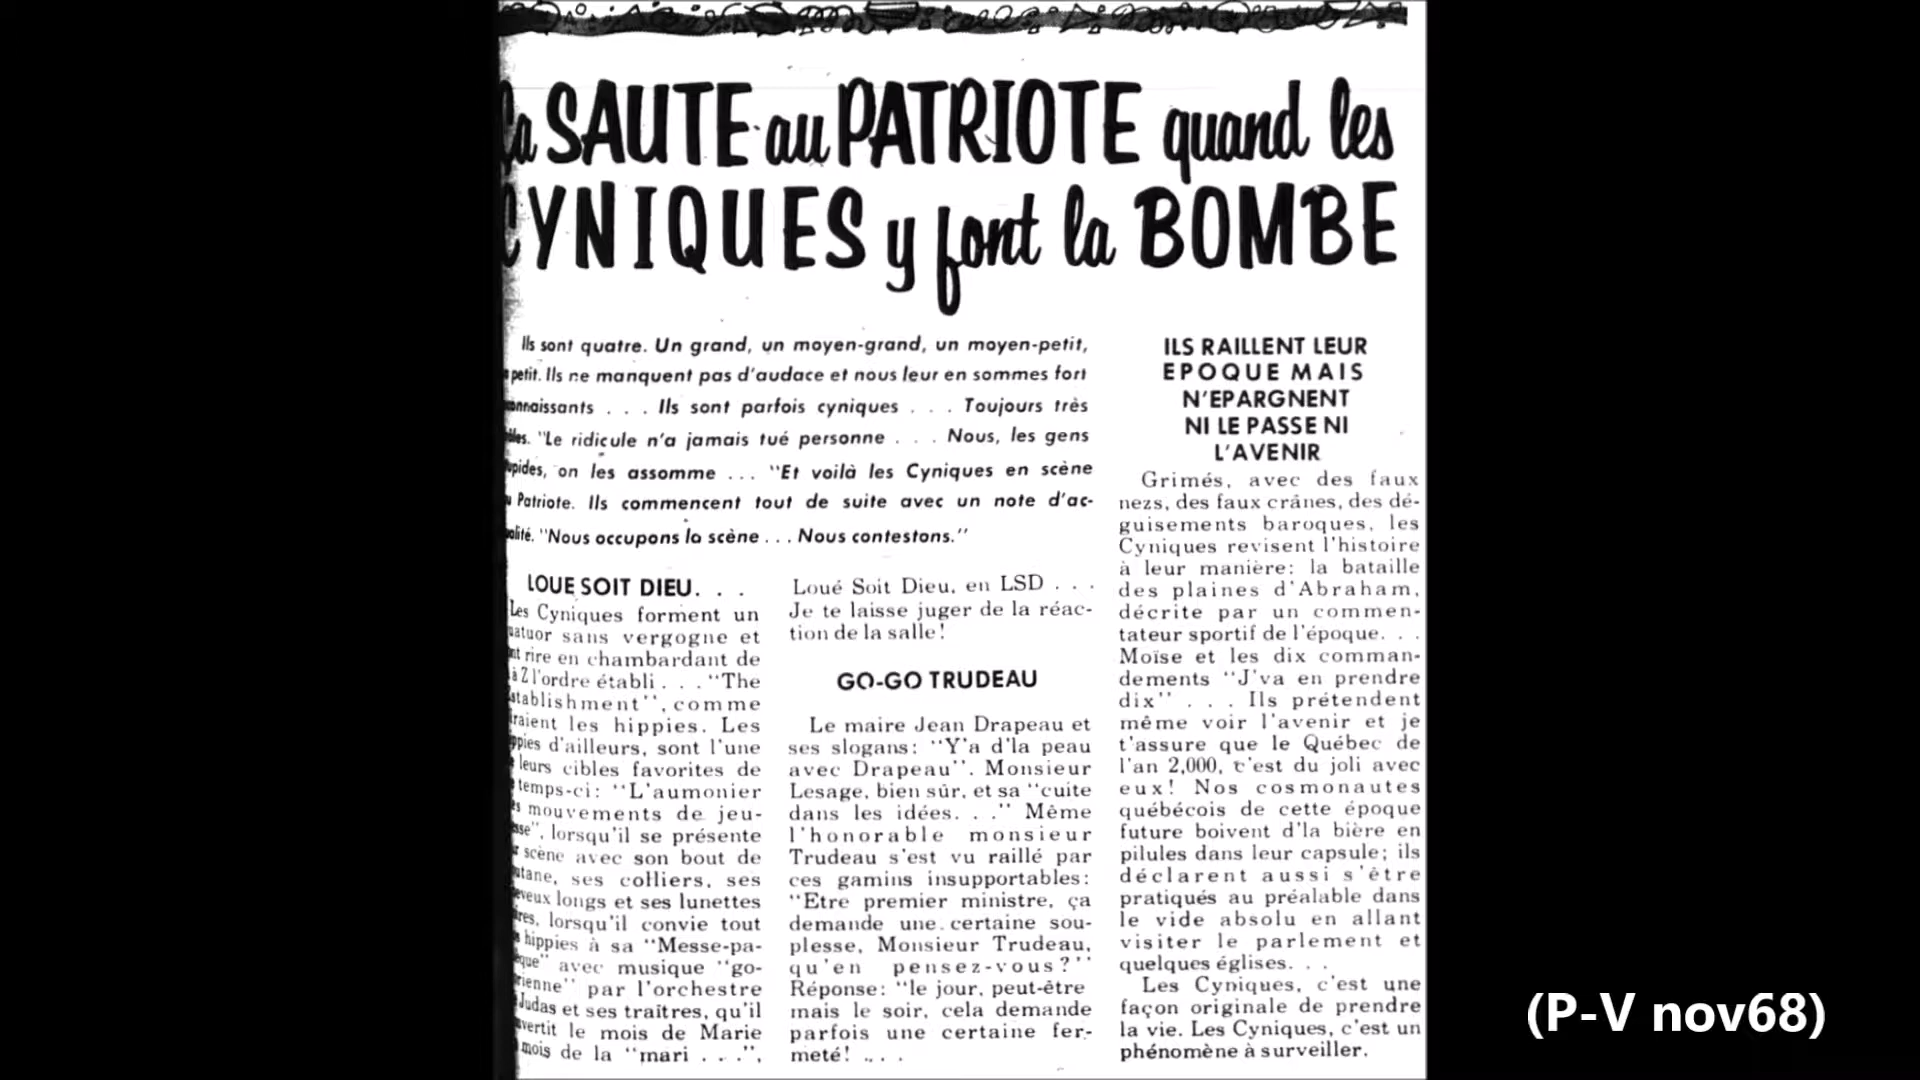 SAUTE au PATRIOTE quand les
CYNIQUES y font la BOMBE
Ils sont quatre. Un grand, un moyen-grand, un moyen-petit,
petit. Ils ne manquent pas d'audace et nous leur en sommes fort
connaissants . . . Ils sont parfois cyniques . . . Toujours très
"Le ridicule n'a jamais tué personne . . . Nous, les gens
upides, on les assomme . . . "Et voilà les Cyniques en scène
Patriote. Ils commencent tout de suite avec un note d'ac-
ualité. "Nous occupons la scène . . . Nous contestons."
LOUE SOIT DIEU. . .
Les Cyniques forment un
uatuor sans vergogne et
nt rire en chambardant de
à Z l'ordre établi . . . "The
Establishment", comme
iraient les hippies. Les
ppies d'ailleurs, sont l'une
leurs cibles favorites de
temps-ci: "L'aumonier
s mouvements de jeu-
sse", lorsqu'il se présente
r scène avec son bout de
utane, ses colliers, ses
eveux longs et ses lunettes
ires, lorsqu'il convie tout
hippies à sa "Messe-pa-
que" avec musique "go-
rienne" par l'orchestre
Judas et ses traîtres, qu'il
vertit le mois de Marie
mois de la "mari . . .",
Loué Soit Dieu, en LSD . . .
Je te laisse juger de la réac-
tion de la salle!
GO-GO TRUDEAU
Le maire Jean Drapeau et
ses slogans: "Y'a d'la peau
avec Drapeau". Monsieur
Lesage, bien sûr, et sa "cuite
dans les idées. . ." Même
l'honorable monsieur
Trudeau s'est vu raillé par
ces gamins insupportables:
"Etre premier ministre, ça
demande une certaine sou-
plesse, Monsieur Trudeau,
qu'en pensez-vous?"
Réponse: "le jour, peut-être
mais le soir, cela demande
parfois une certaine fer-
meté! . . .
ILS RAILLENT LEUR
EPOQUE MAIS
N'EPARGNENT
NI LE PASSE NI
L'AVENIR
Grimés, avec des faux
nezs, des faux crânes, des dé-
guisements baroques, les
Cyniques revisent l'histoire
à leur manière: la bataille
des plaines d'Abraham,
décrite par un commen-
tateur sportif de l'époque. . .
Moïse et les dix comman-
dements "J'va en prendre
dix" . . . Ils prétendent
même voir l'avenir et je
t'assure que le Québec de
l'an 2,000, c'est du joli avec
eux! Nos cosmonautes
québécois de cette époque
future boivent d'la bière en
pilules dans leur capsule; ils
déclarent aussi s'être
pratiqués au préalable dans
le vide absolu en allant
visiter le parlement et
quelques églises. . .
Les Cyniques, c'est une
façon originale de prendre
la vie. Les Cyniques, c'est un
phénomène à surveiller.
(P-V nov68)